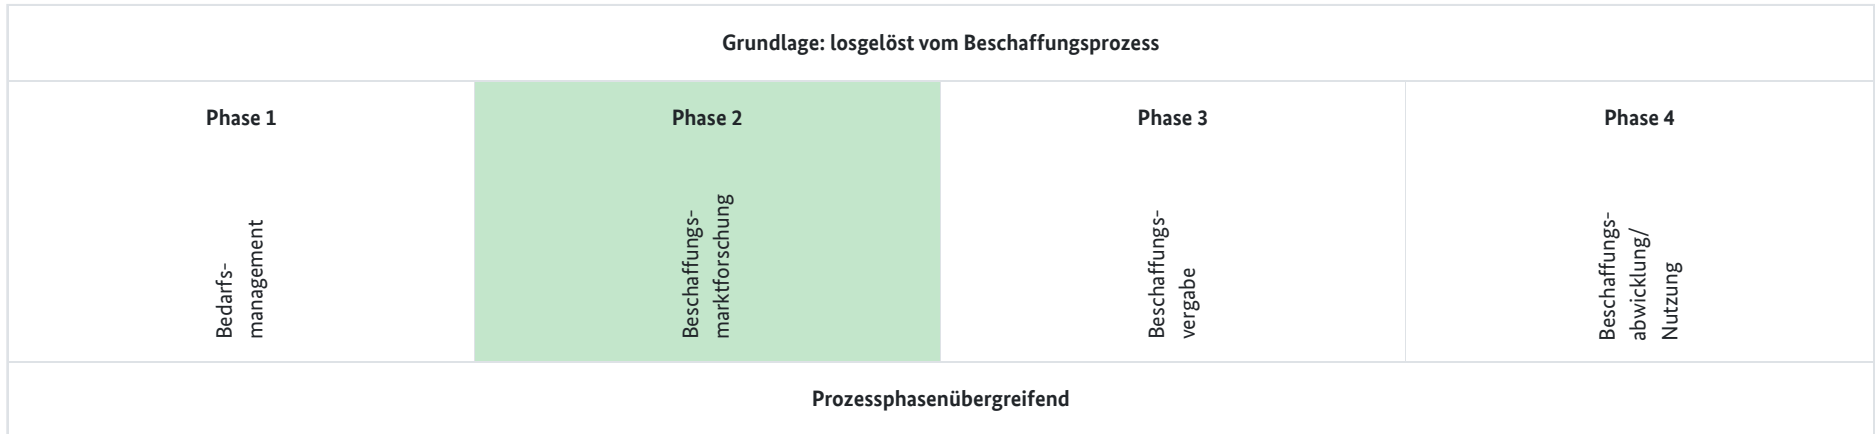 Grundlage: losgelöst vom Beschaffungsprozess
Phase 1
Bedarfs-
management
Phase 2
Beschaffungs-
marktforschung
Phase 3
Beschaffungs-
vergabe
Phase 4
Beschaffungs-
abwicklung/
Nutzung
Prozessphasenübergreifend